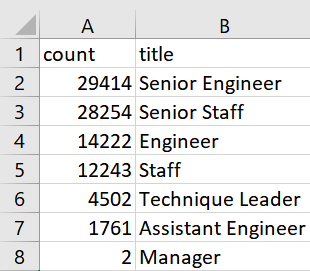 A B
1 count title
2 29414 Senior Engineer
3 28254 Senior Staff
4 14222 Engineer
5 12243 Staff
6 4502 Technique Leader
7 1761 Assistant Engineer
8 2 Manager